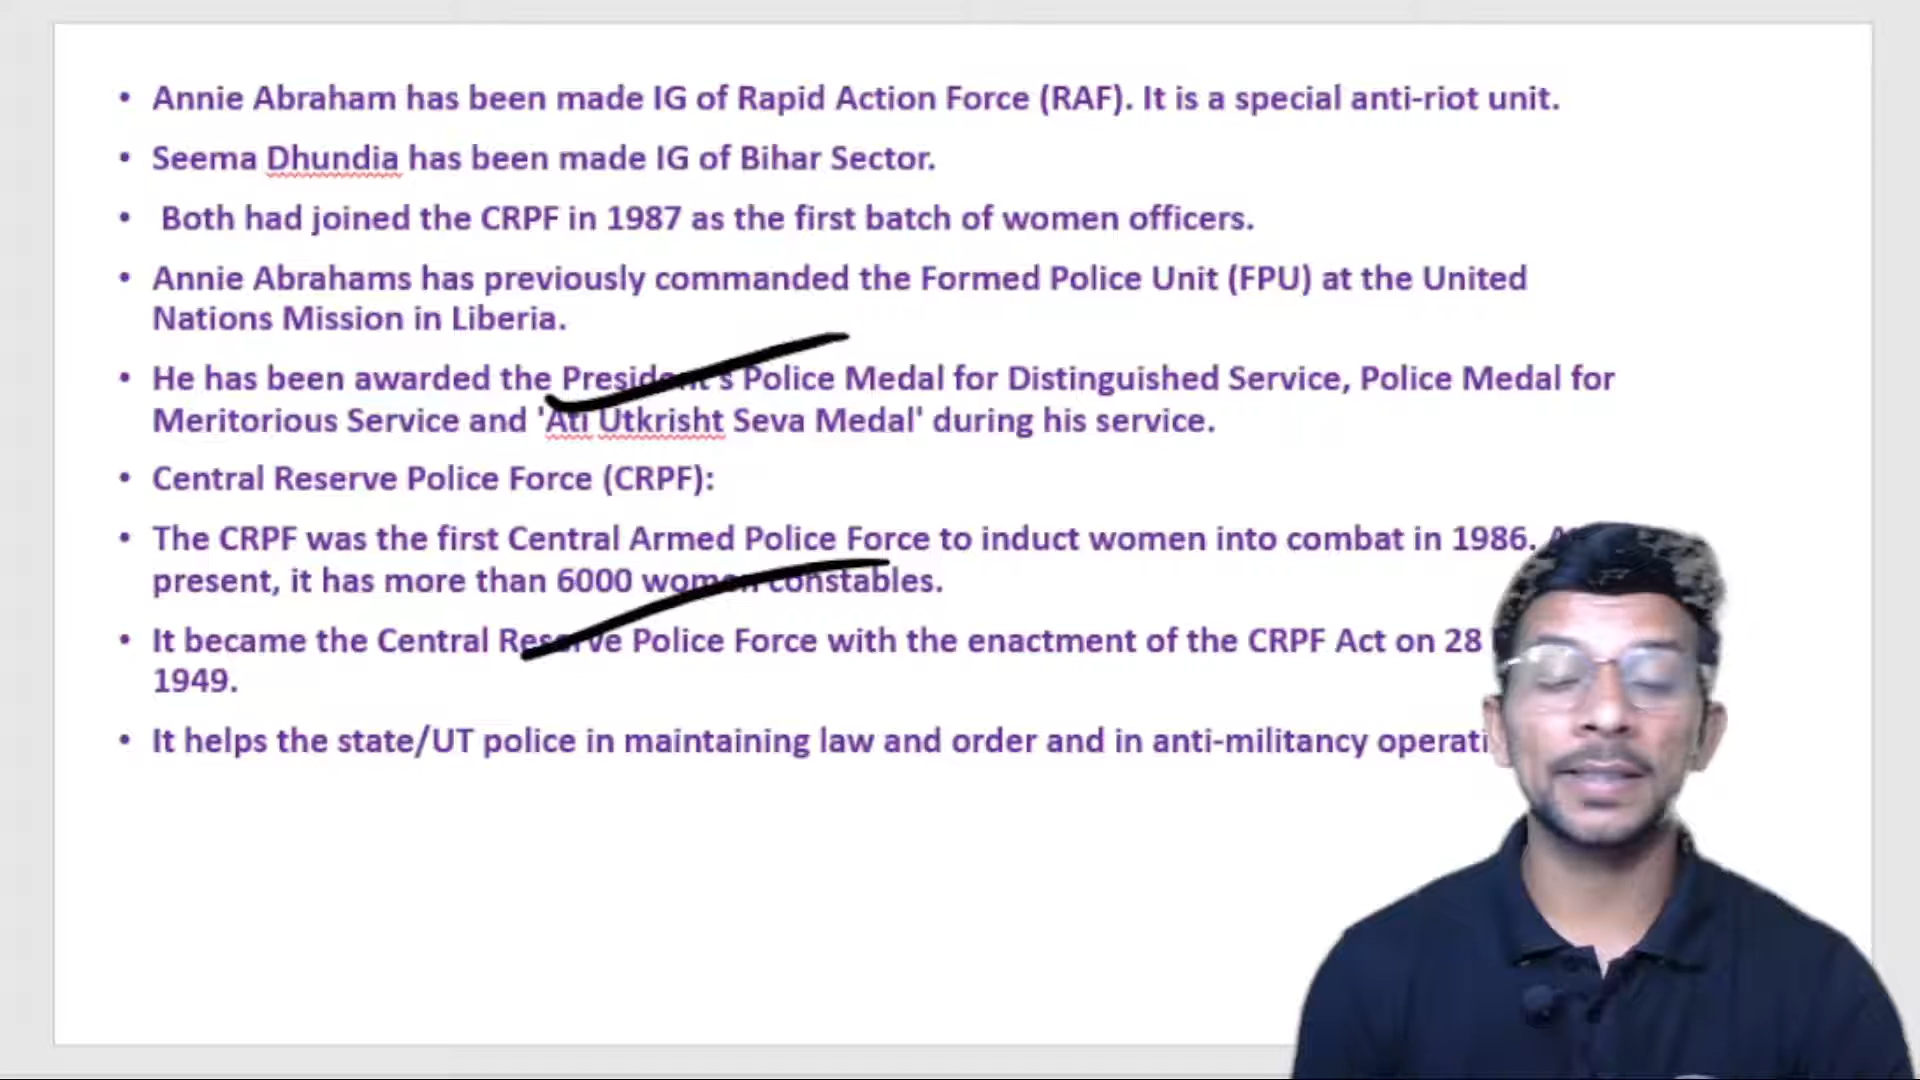 • Annie Abraham has been made IG of Rapid Action Force (RAF). It is a special anti-riot unit.
• Seema Dhundia has been made IG of Bihar Sector.
• Both had joined the CRPF in 1987 as the first batch of women officers.
• Annie Abrahams has previously commanded the Formed Police Unit (FPU) at the United
Nations Mission in Liberia.
• He has been awarded the President's Police Medal for Distinguished Service, Police Medal for
Meritorious Service and 'Ati Utkrisht Seva Medal' during his service.
• Central Reserve Police Force (CRPF):
• The CRPF was the first Central Armed Police Force to induct women into combat in 1986.
present, it has more than 6000 women constables.
• It became the Central Reserve Police Force with the enactment of the CRPF Act on 28
1949.
• It helps the state/UT police in maintaining law and order and in anti-militancy